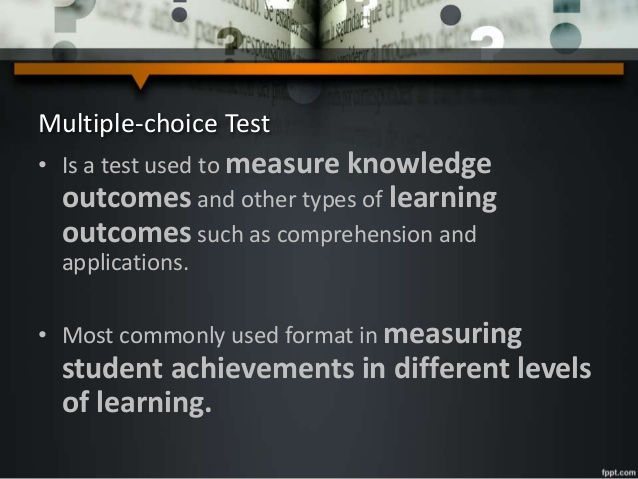 Multiple-choice Test
• Is a test used to measure knowledge
outcomes and other types of learning
outcomes such as comprehension and
applications.
• Most commonly used format in measuring
student achievements in different levels
of learning.
fppt.com